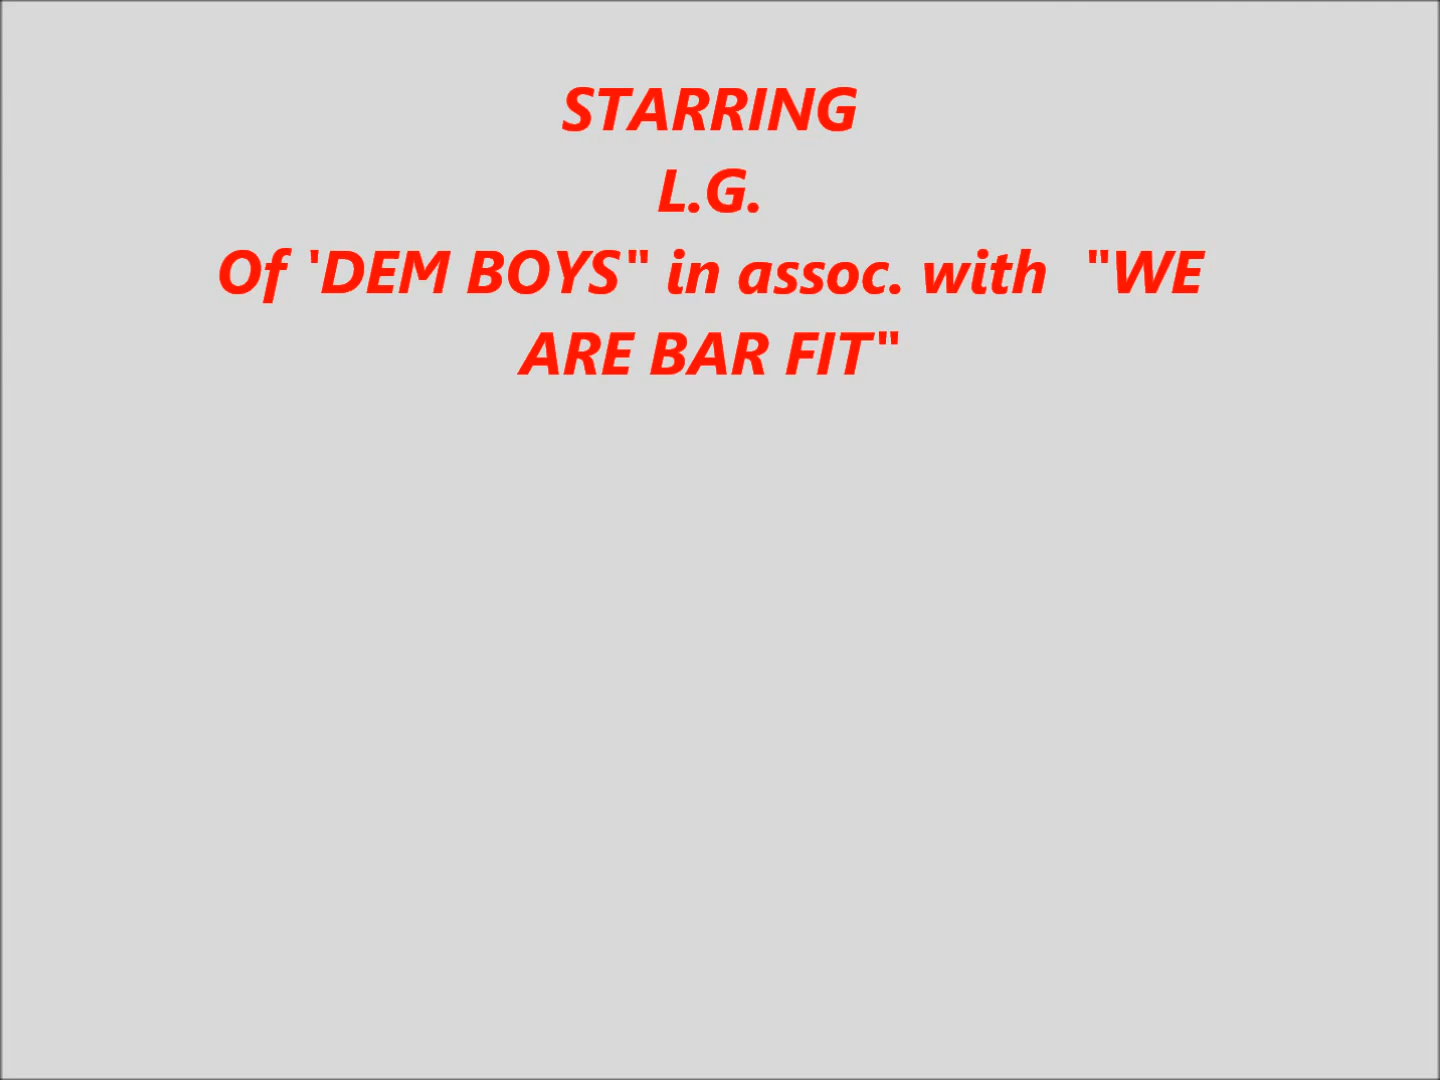 STARRING
L.G.
Of 'DEM BOYS" in assoc. with  "WE
ARE BAR FIT"